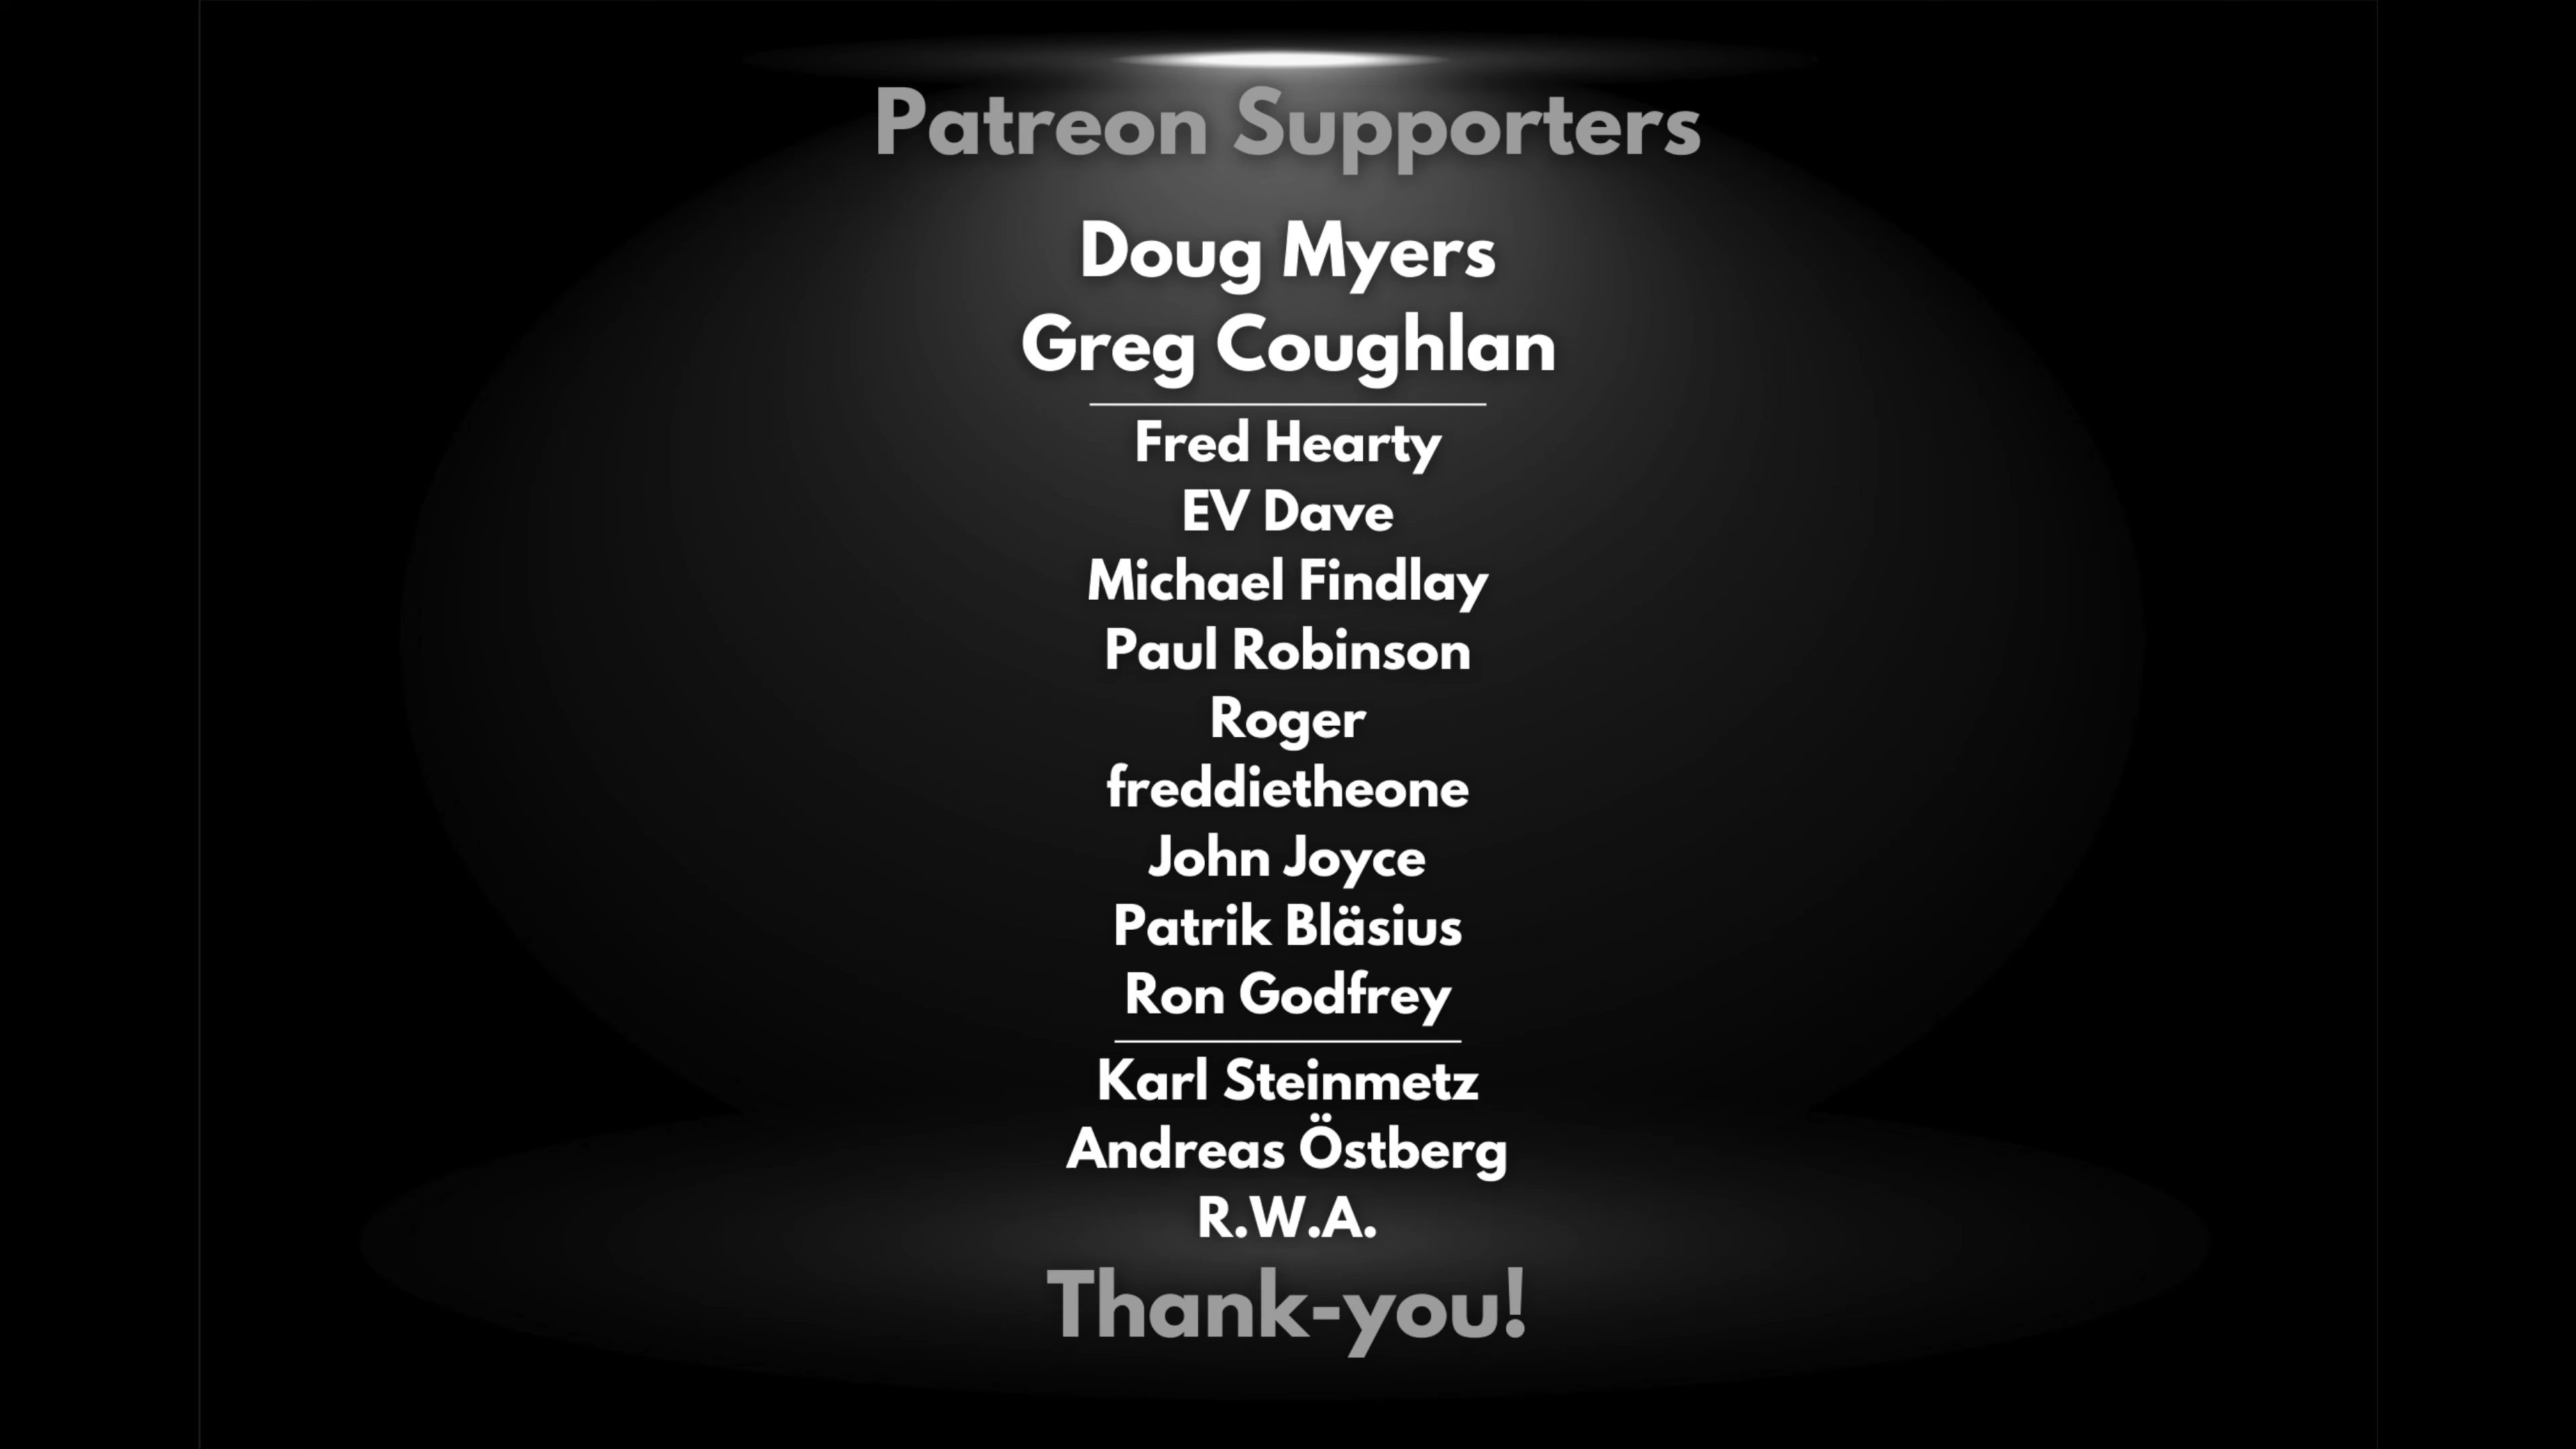 Patreon Supporters
Doug Myers
Greg Coughlan
Fred Hearty
EV Dave
Michael Findlay
Paul Robinson
Roger
freddietheone
John Joyce
Patrik Bläsius
Ron Godfrey
Karl Steinmetz
Andreas Östberg
R.W.A.
Thank-you!